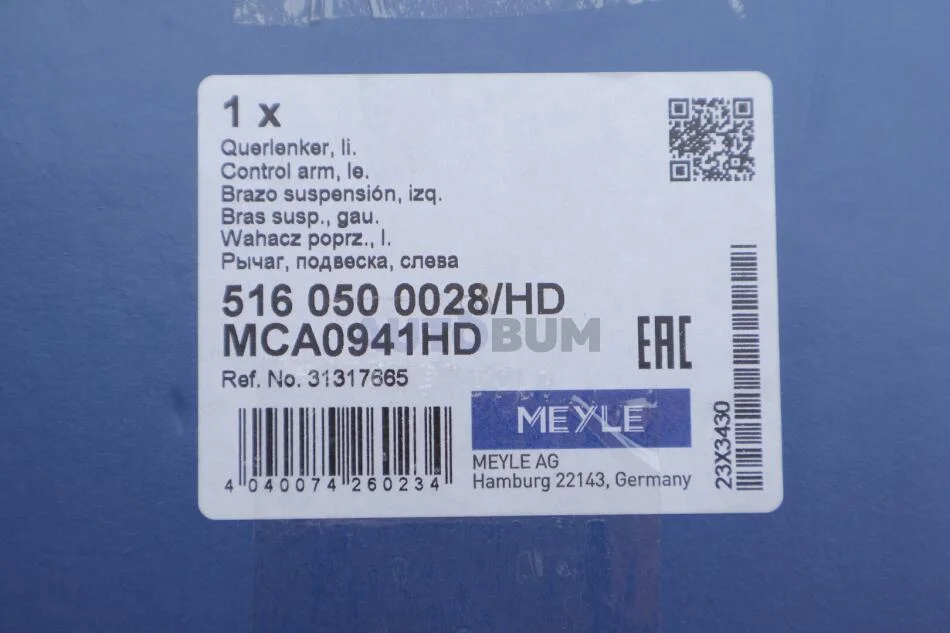 1 x
Querlenker, li.
Control arm, le.
Brazo suspensión, izq.
Bras susp., gau.
Wahacz poprz., l.
Рычаг, подвеска, слева
516 050 0028/HD
AUTOBUM
MCA0941HD
EAC
Ref. No. 31317665
MEYLE
MEYLE AG
Hamburg 22143, Germany
4 040074 260234
23X3430